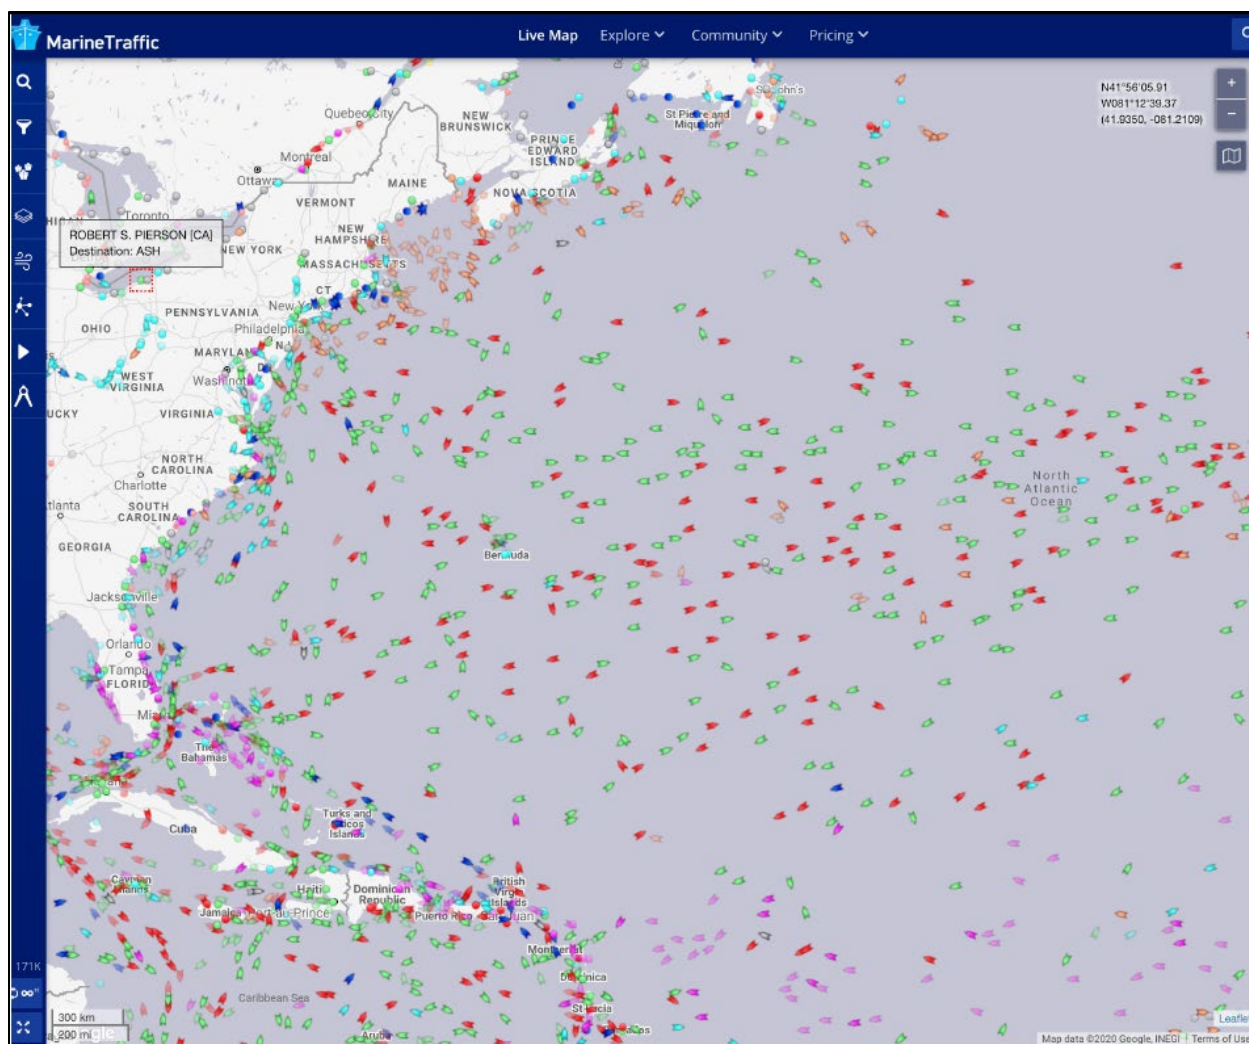 MarineTraffic
Live Map
Explore
Community
Pricing
N41°56'05.91
W081°12'39.37
(41.9350, -081.2109)
+
−
St. John's
Quebec City
NEW
BRUNSWICK
St Pierre and
Miquelon
PRINCE
EDWARD
ISLAND
Montreal
Ottawa
MAINE
NOVA SCOTIA
VERMONT
Toronto
ROBERT S. PIERSON [CA]
Destination: ASH
NEW
HAMPSHIRE
NEW YORK
MASSACHUSETTS
CT
PENNSYLVANIA
New York
OHIO
Philadelphia
MARYLAND
WEST
VIRGINIA
Washington
VIRGINIA
NORTH
CAROLINA
Charlotte
North
Atlantic
Ocean
tlanta
SOUTH
CAROLINA
GEORGIA
Bermuda
Jacksonville
Orlando
Tampa
FLORID
Miami
The
Bahamas
Cuba
Turks and
Caicos
Islands
Cayman
Islands
Haiti
Dominican
Republic
British
Virgin
Islands
Jamaica
Port-au-Prince
Puerto Rico
San Juan
Montserrat
Dominica
Caribbean Sea
St Lucia
Barbados
Aruba
171K
300 km
200 mi
Leaflet
Map data ©2020 Google, INEGI
Terms of Use